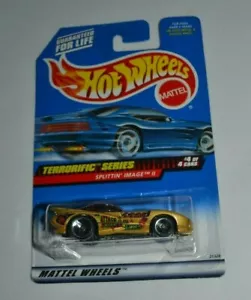 GUARANTEED
FOR LIFE
Hot Wheels
MATTEL
TERRORIFIC SERIES
SPLITTIN' IMAGE II
#4 OF
4 CARS
MATTEL WHEELS